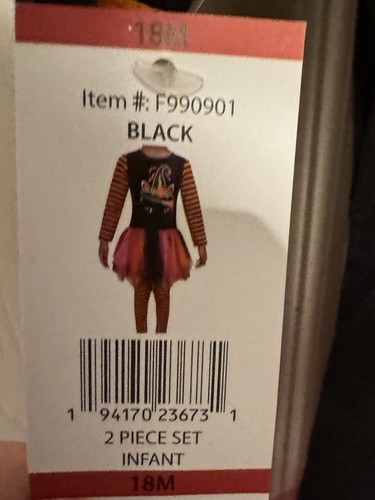 18M
Item #: F990901
BLACK
1 94170 23673 1
2 PIECE SET
INFANT
18M